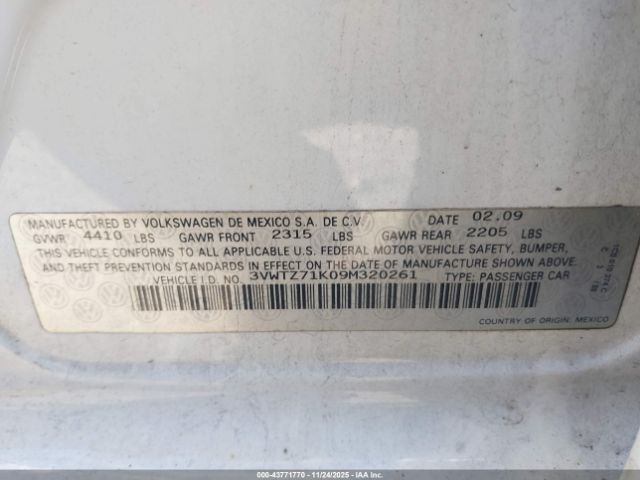 MANUFACTURED BY VOLKSWAGEN DE MEXICO S.A. DE C.V. DATE 02.09
GVWR 4410 LBS GAWR FRONT 2315 LBS GAWR REAR 2205 LBS
THIS VEHICLE CONFORMS TO ALL APPLICABLE U.S. FEDERAL MOTOR VEHICLE SAFETY, BUMPER,
AND THEFT PREVENTION STANDARDS IN EFFECT ON THE DATE OF MANUFACTURE SHOWN ABOVE.
VEHICLE I.D. NO. 3VWTZ71K09M320261 TYPE: PASSENGER CAR
COUNTRY OF ORIGIN: MEXICO
000-43771770 - 11/24/2025 - IAAI.COM